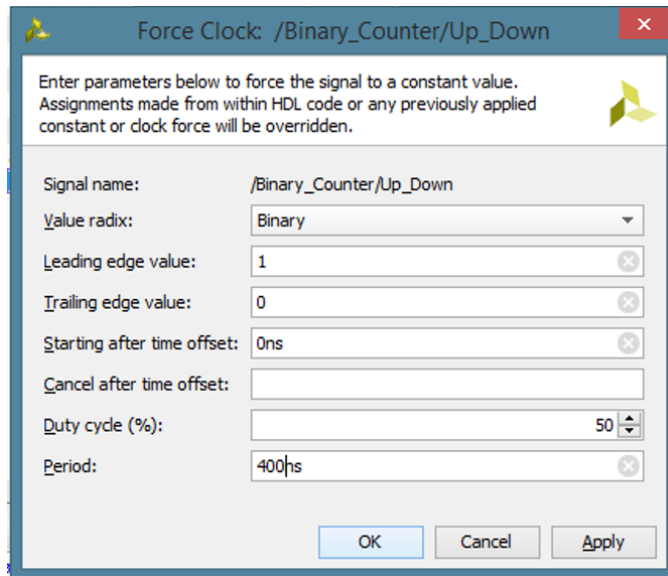 Force Clock: /Binary_Counter/Up_Down
Enter parameters below to force the signal to a constant value.
Assignments made from within HDL code or any previously applied
constant or clock force will be overridden.
Signal name: /Binary_Counter/Up_Down
Value radix: Binary
Leading edge value: 1
Trailing edge value: 0
Starting after time offset: 0ns
Cancel after time offset:
Duty cycle (%): 50
Period: 400ns
OK Cancel Apply